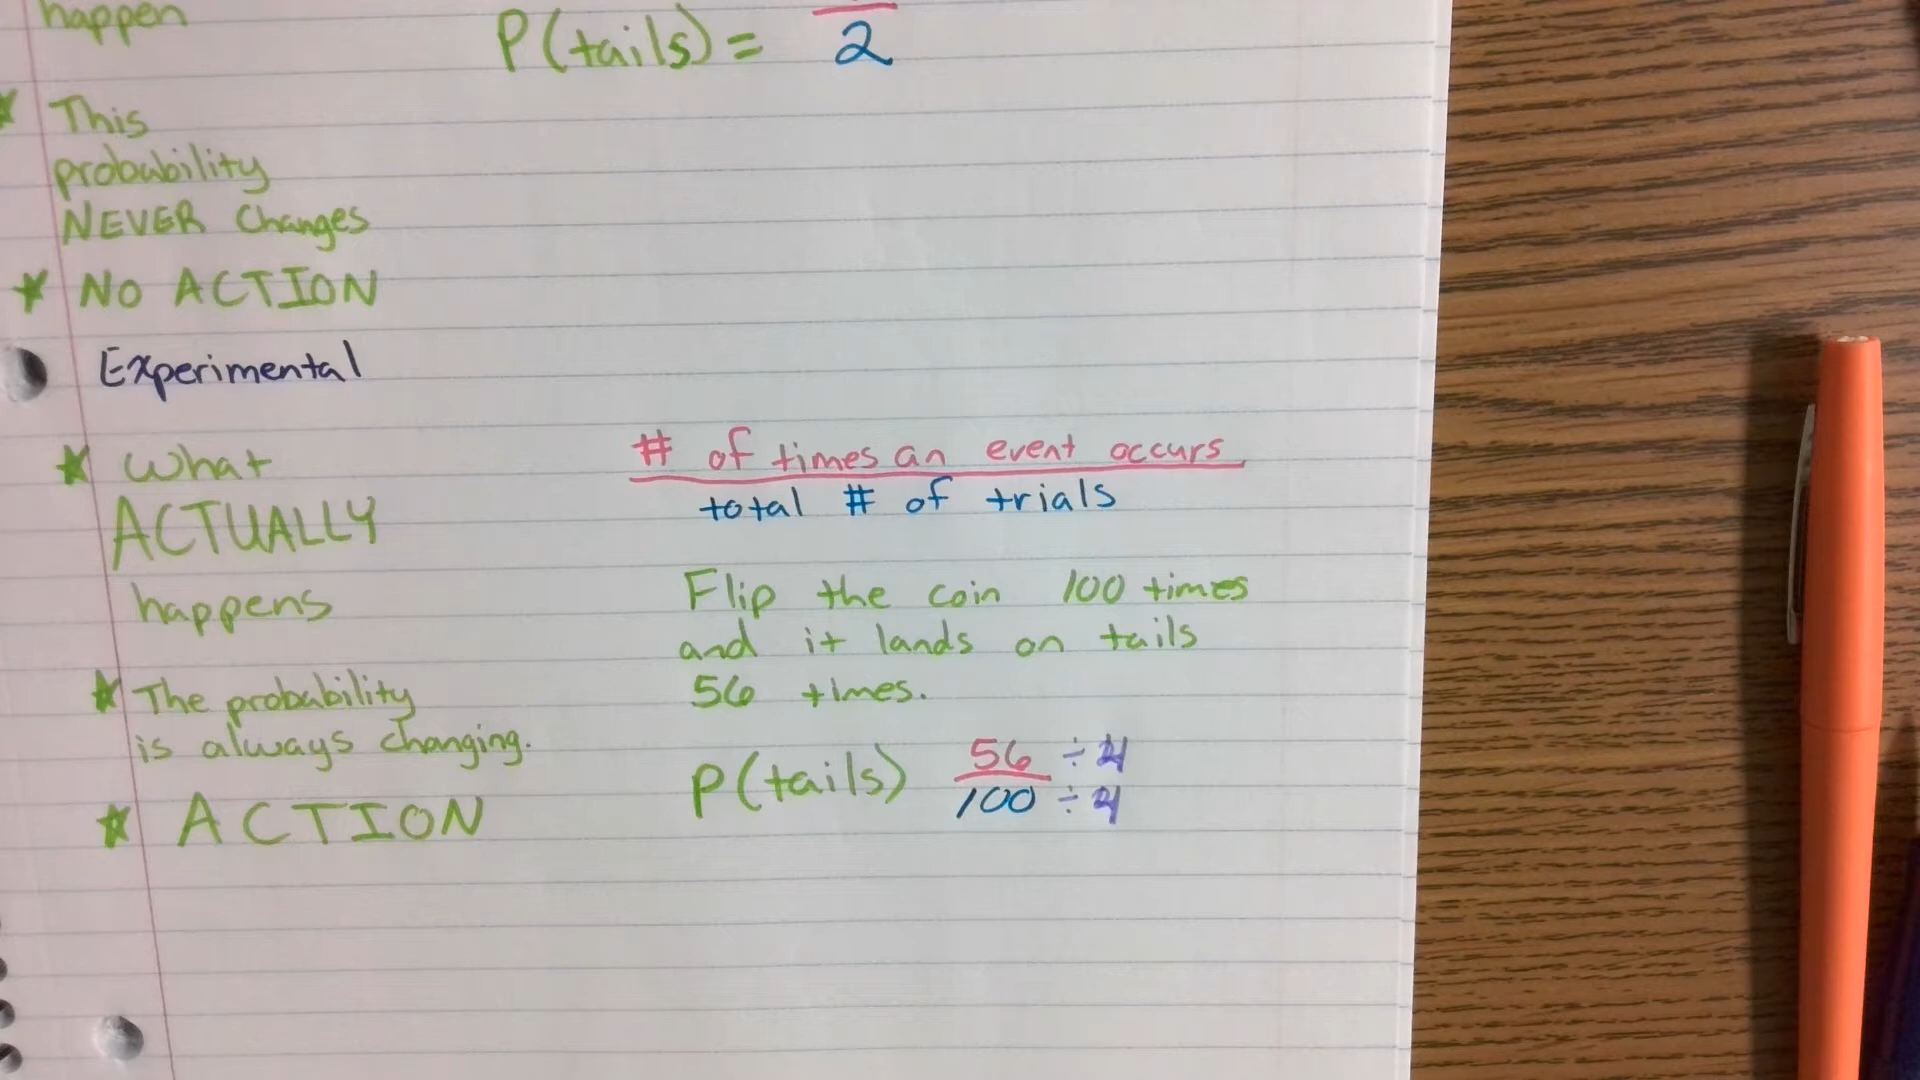 happen
P(tails) = 
2
* This
probability
NEVER Changes
* NO ACTION
Experimental
* What
ACTUALLY
happens
* The probability
is always changing.
* ACTION
# of times an event occurs
total # of trials
Flip the coin 100 times
and it lands on tails
56 times.
P(tails) 56 ÷ 4
100 ÷ 4